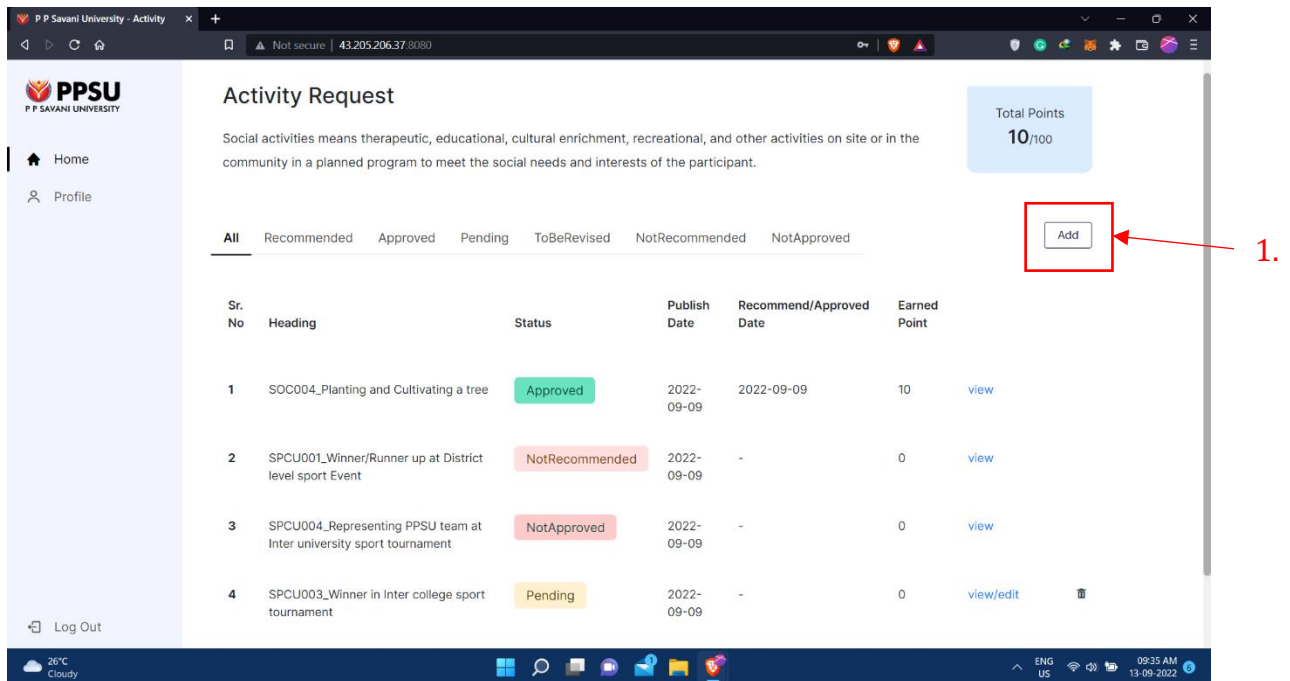 P P Savani University - Activity
Not secure | 43.205.206.37:8080
PPSU
P P SAVANI UNIVERSITY
Home
Profile
Log Out
Activity Request
Social activities means therapeutic, educational, cultural enrichment, recreational, and other activities on site or in the
community in a planned program to meet the social needs and interests of the participant.
Total Points
10/100
All Recommended Approved Pending ToBeRevised NotRecommended NotApproved
Add
1.
Sr. No Heading Status Publish Date Recommend/Approved Date Earned Point
1 SOC004_Planting and Cultivating a tree Approved 2022-09-09 2022-09-09 10 view
2 SPCU001_Winner/Runner up at District level sport Event NotRecommended 2022-09-09 - 0 view
3 SPCU004_Representing PPSU team at Inter university sport tournament NotApproved 2022-09-09 - 0 view
4 SPCU003_Winner in Inter college sport tournament Pending 2022-09-09 - 0 view/edit
26°C
Cloudy
ENG
US
09:35 AM
13-09-2022
6